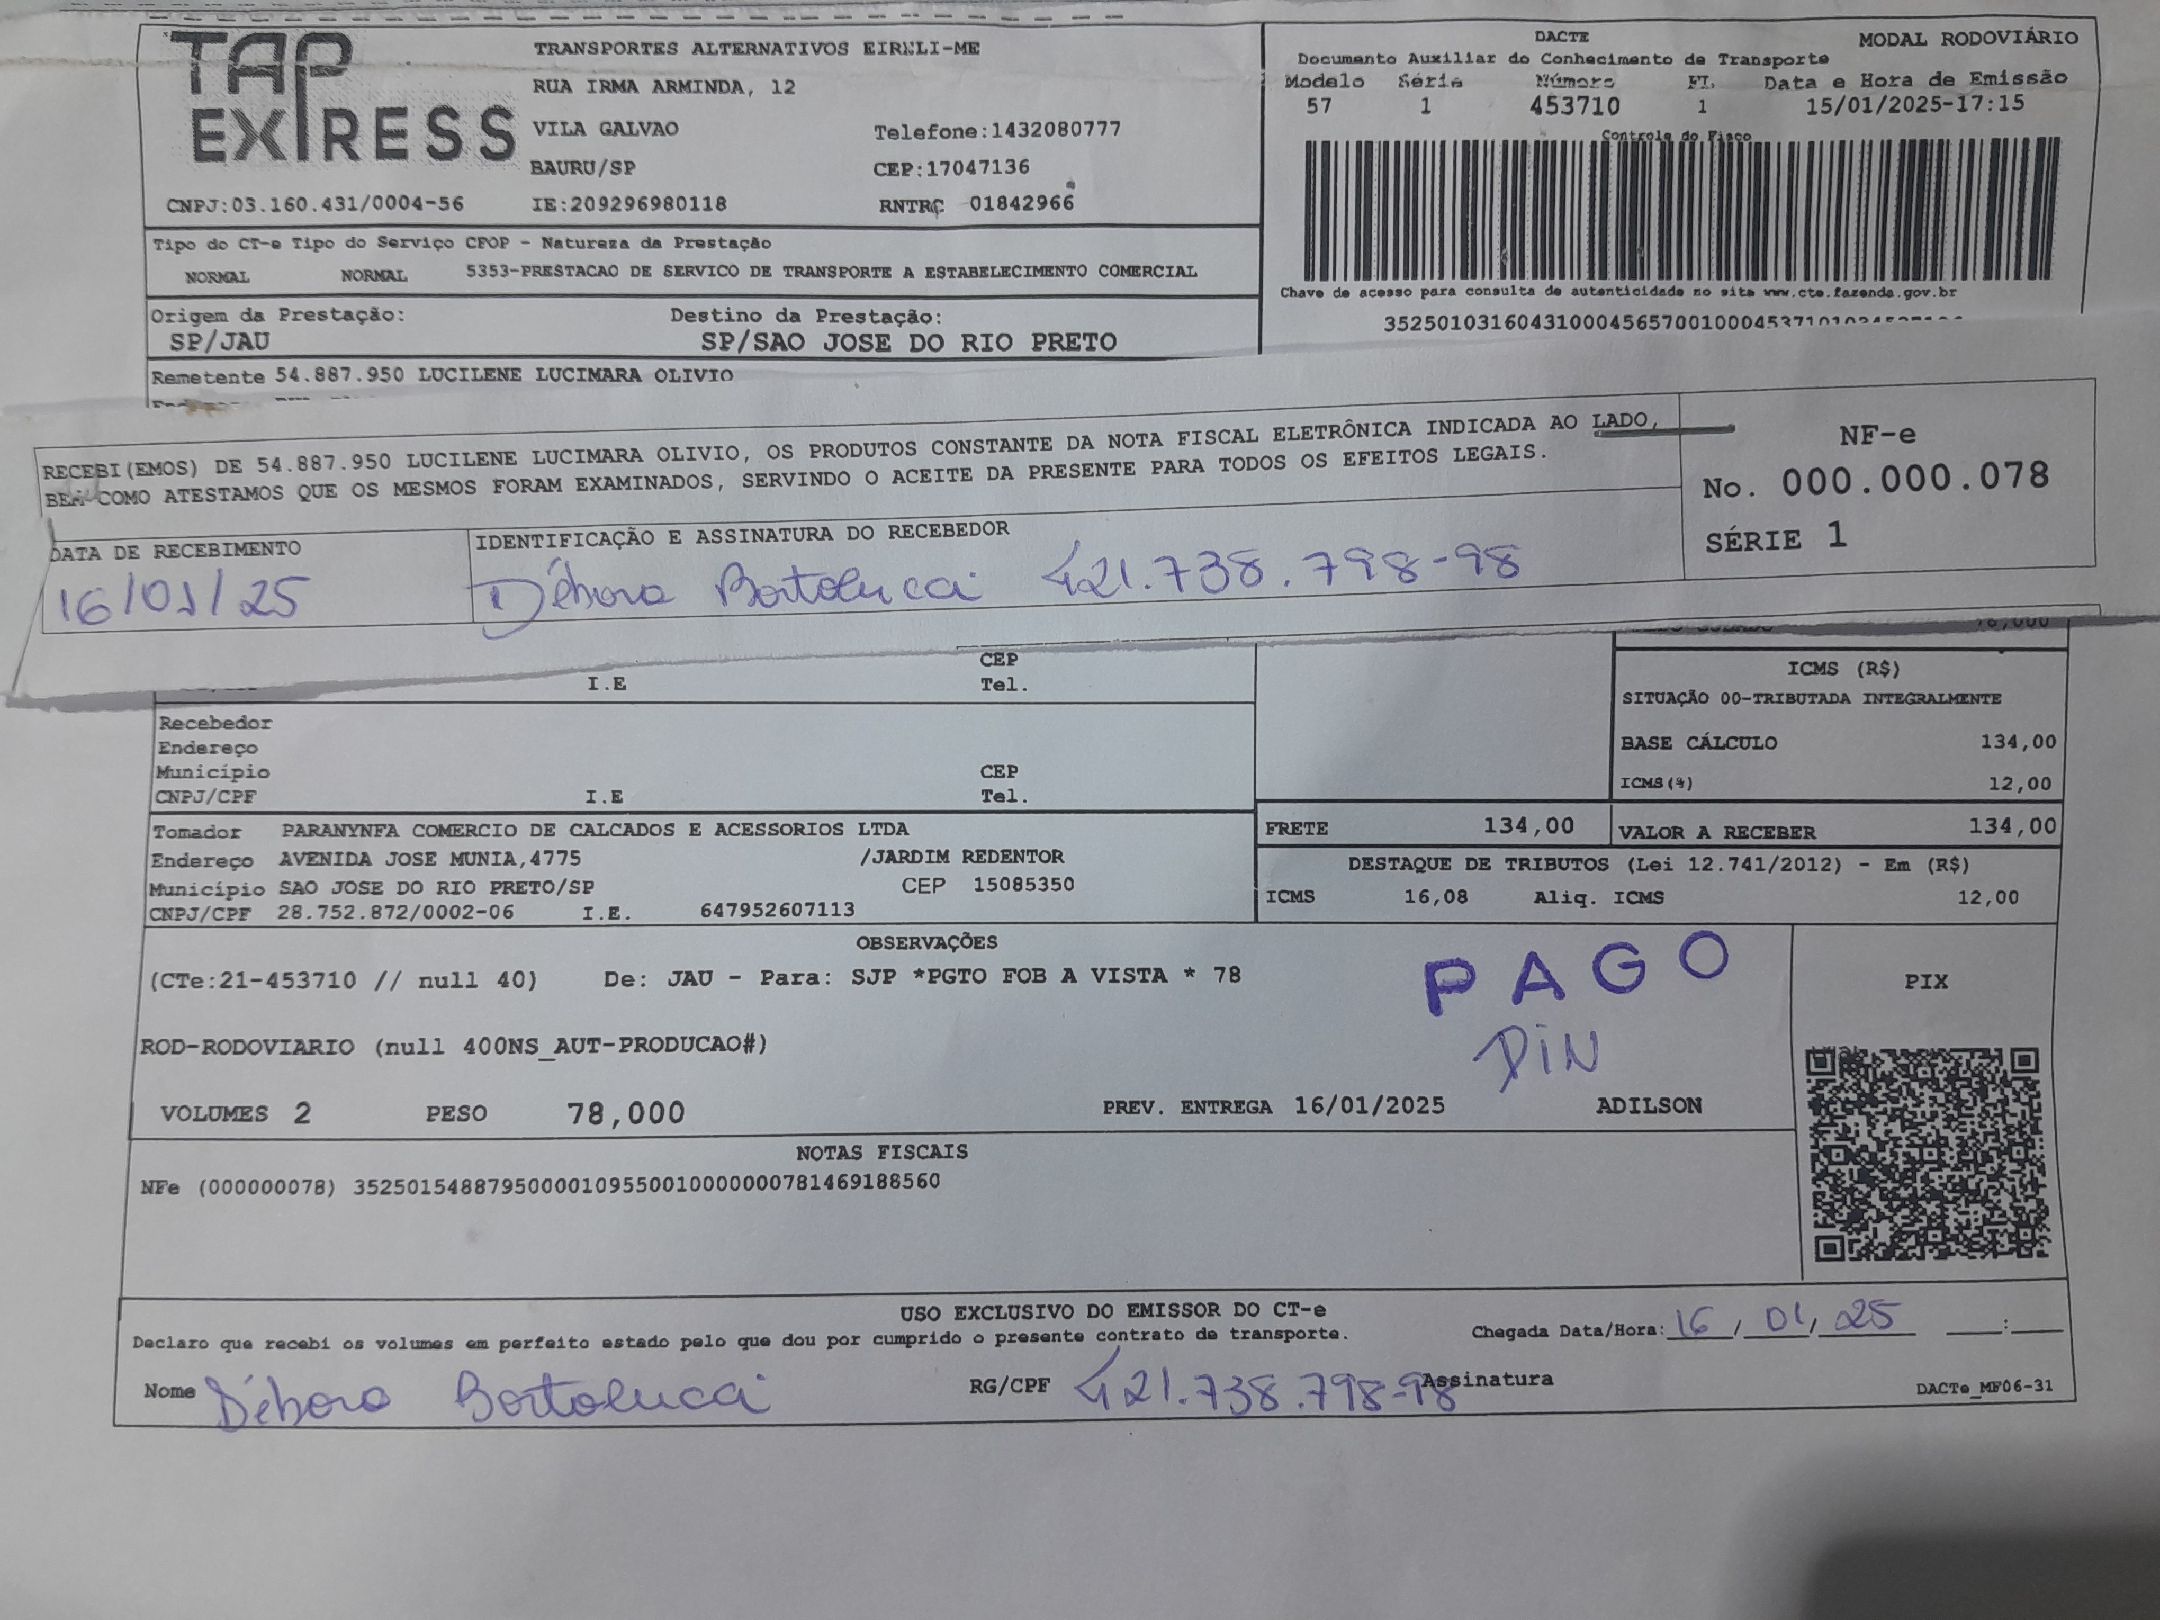 TAP EXPRESS
TRANSPORTES ALTERNATIVOS EIRELI-ME
RUA IRMA ARMINDA, 12
VILA GALVAO Telefone:1432080777
BAURU/SP CEP:17047136
CNPJ:03.160.431/0004-56 IE:209296980118 RNTRC 01842966
DACTE MODAL RODOVIÁRIO
Documento Auxiliar do Conhecimento de Transporte
Modelo Série Número FL Data e Hora de Emissão
57 1 453710 1 15/01/2025-17:15
Controle do Fisco
Chave de acesso para consulta de autenticidade no site www.cte.fazenda.gov.br
Tipo do CT-e Tipo do Serviço CFOP - Natureza da Prestação
NORMAL NORMAL 5353-PRESTACAO DE SERVICO DE TRANSPORTE A ESTABELECIMENTO COMERCIAL
Origem da Prestação: Destino da Prestação:
SP/JAU SP/SAO JOSE DO RIO PRETO
Remetente 54.887.950 LUCILENE LUCIMARA OLIVIO
RECEBI(EMOS) DE 54.887.950 LUCILENE LUCIMARA OLIVIO, OS PRODUTOS CONSTANTE DA NOTA FISCAL ELETRÔNICA INDICADA AO LADO,
BEM COMO ATESTAMOS QUE OS MESMOS FORAM EXAMINADOS, SERVINDO O ACEITE DA PRESENTE PARA TODOS OS EFEITOS LEGAIS.
NF-e
No. 000.000.078
SÉRIE 1
DATA DE RECEBIMENTO IDENTIFICAÇÃO E ASSINATURA DO RECEBEDOR
16/01/25 Débora Bortolucci 421.738.798-98
CEP
I.E Tel.
Recebedor
Endereço
Município CEP
CNPJ/CPF I.E Tel.
ICMS (R$)
SITUAÇÃO 00-TRIBUTADA INTEGRALMENTE
BASE CÁLCULO 134,00
ICMS(%) 12,00
Tomador PARANYNFA COMERCIO DE CALCADOS E ACESSORIOS LTDA
Endereço AVENIDA JOSE MUNIA,4775 /JARDIM REDENTOR
Município SAO JOSE DO RIO PRETO/SP CEP 15085350
CNPJ/CPF 28.752.872/0002-06 I.E. 647952607113
FRETE 134,00 VALOR A RECEBER 134,00
DESTAQUE DE TRIBUTOS (Lei 12.741/2012) - Em (R$)
ICMS 16,08 Aliq. ICMS 12,00
OBSERVAÇÕES
(CTe:21-453710 // null 40) De: JAU - Para: SJP *PGTO FOB A VISTA * 78
PAGO
DIN
PIX
ROD-RODOVIARIO (null 400NS_AUT-PRODUCAO#)
VOLUMES 2 PESO 78,000 PREV. ENTREGA 16/01/2025 ADILSON
NOTAS FISCAIS
NFe (000000078) 35250154887950000109550010000000781469188560
USO EXCLUSIVO DO EMISSOR DO CT-e
Declaro que recebi os volumes em perfeito estado pelo que dou por cumprido o presente contrato de transporte. Chegada Data/Hora: 16/01/25 :
Nome Débora Bortolucci RG/CPF 421.738.798-98 Assinatura DACTe_MF06-31